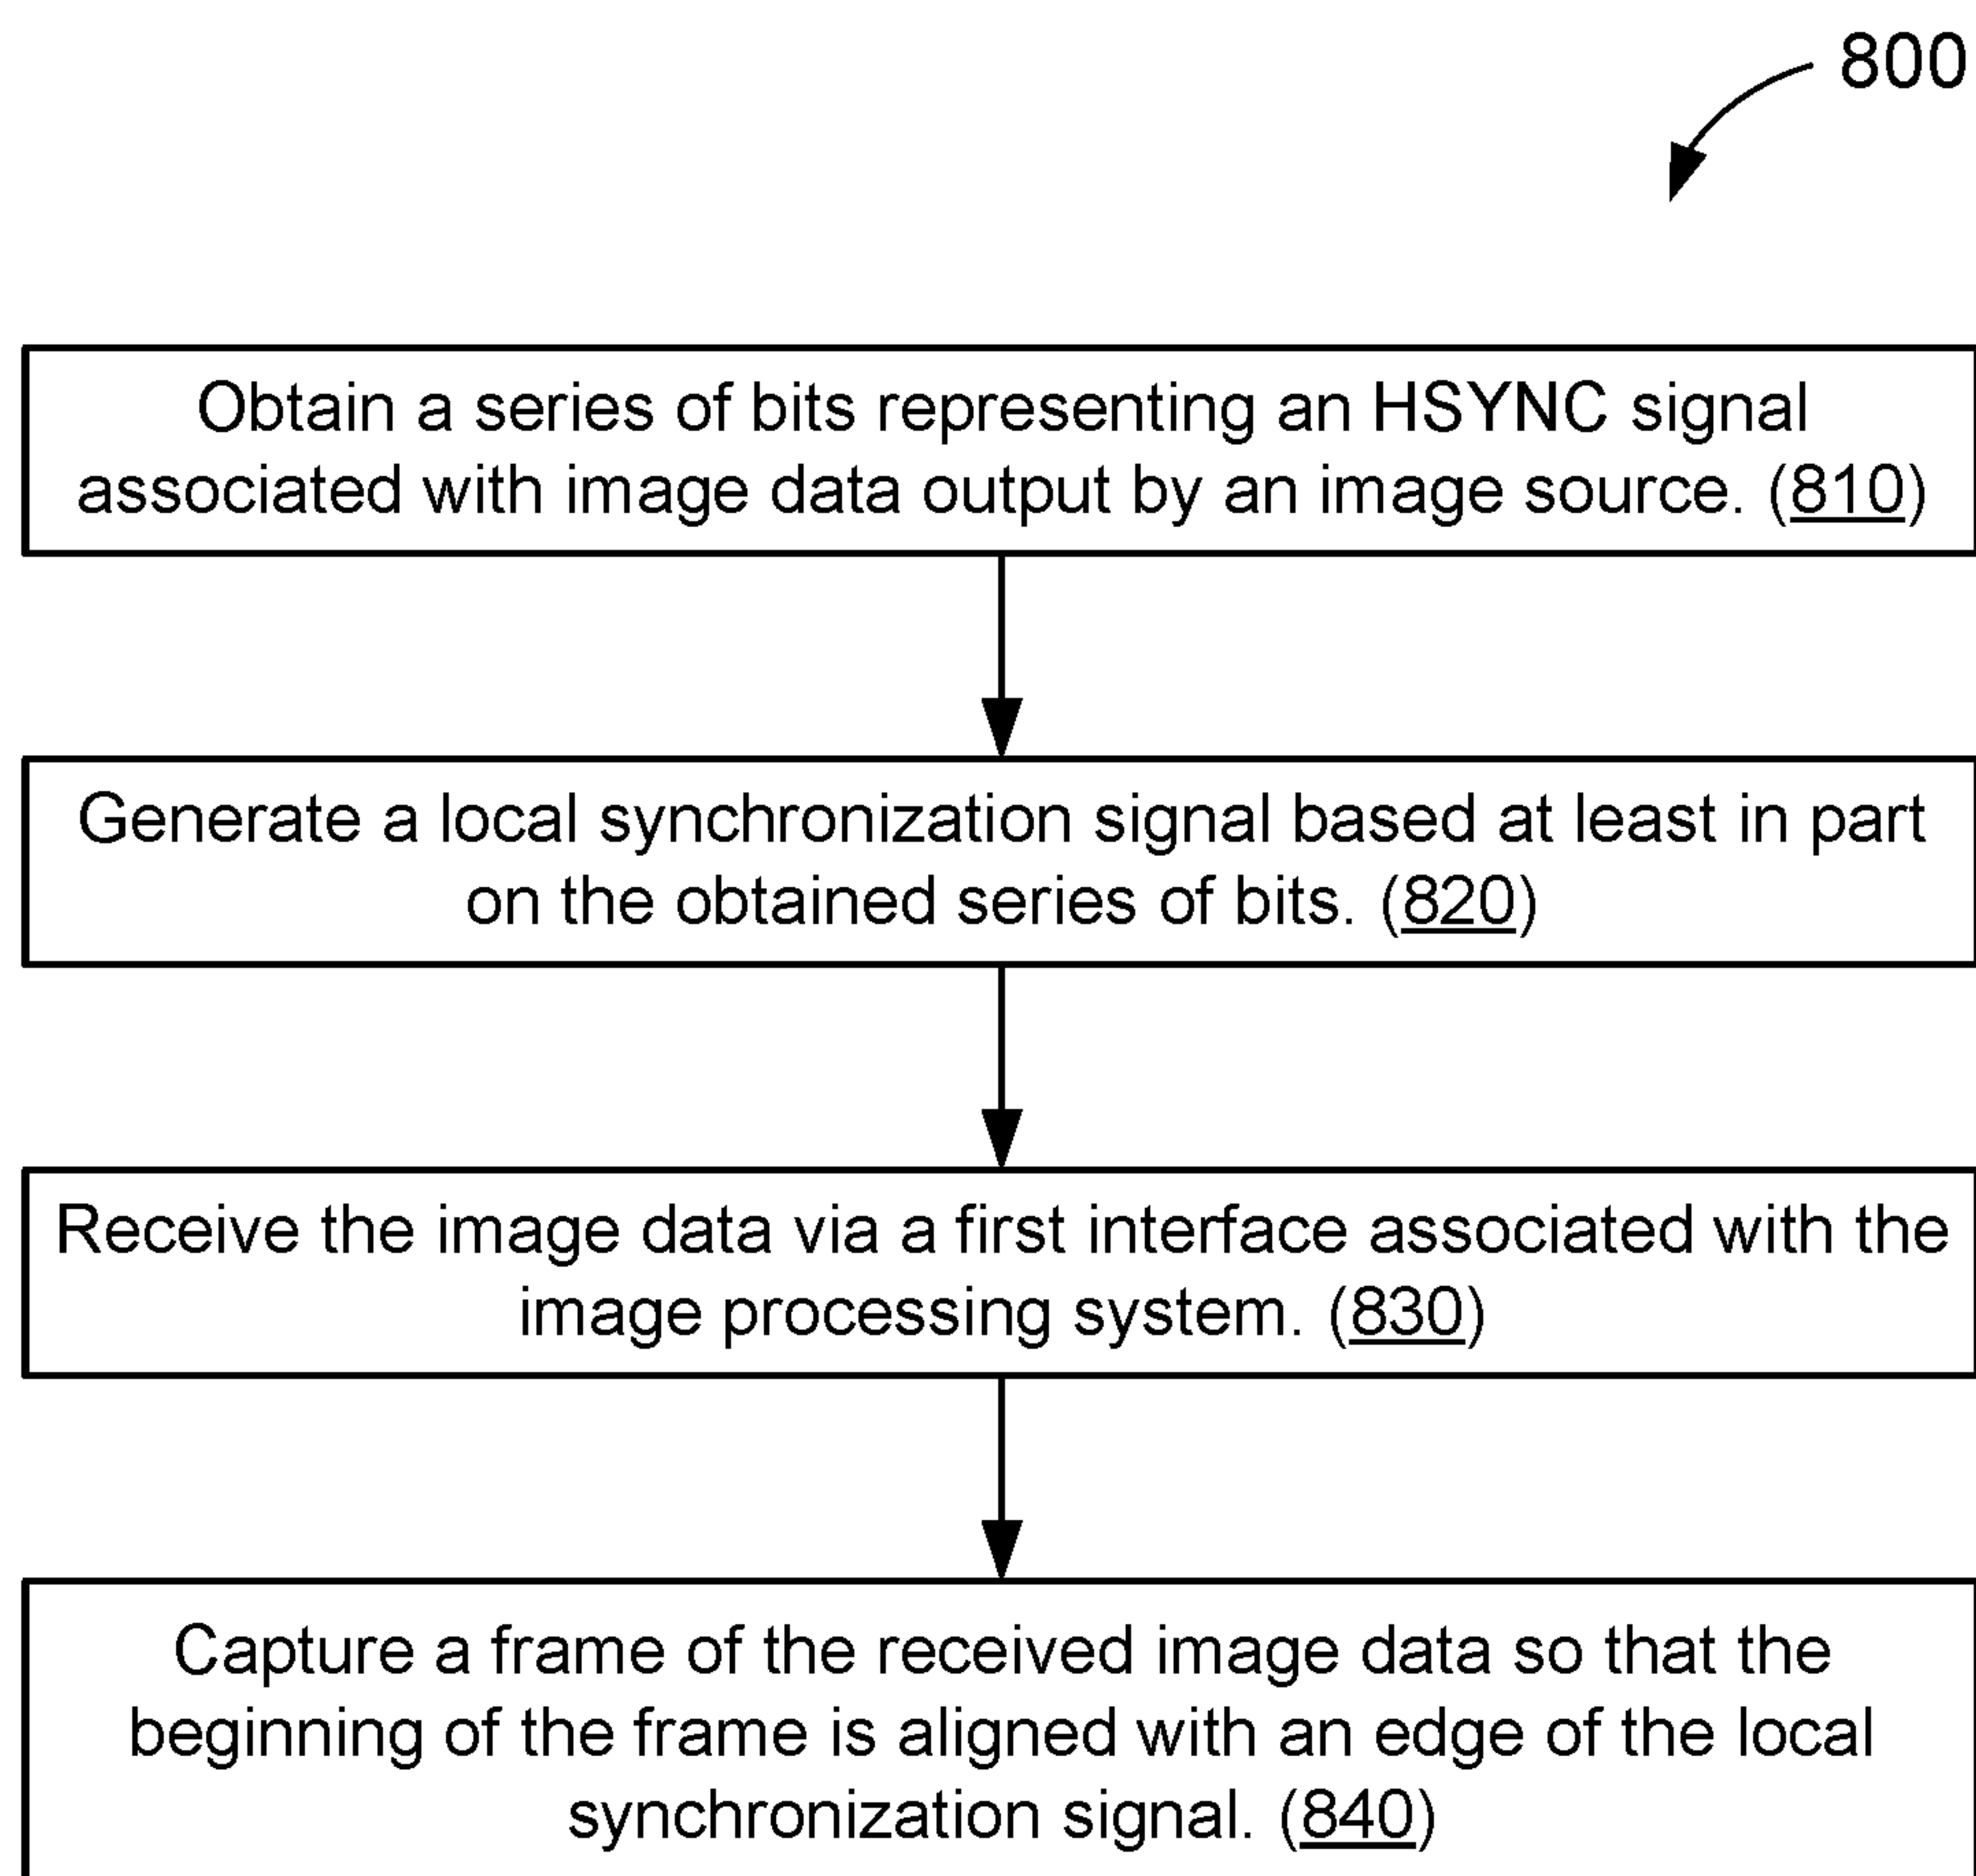 800
Obtain a series of bits representing an HSYNC signal
associated with image data output by an image source. (810)
Generate a local synchronization signal based at least in part
on the obtained series of bits. (820)
Receive the image data via a first interface associated with the
image processing system. (830)
Capture a frame of the received image data so that the
beginning of the frame is aligned with an edge of the local
synchronization signal. (840)